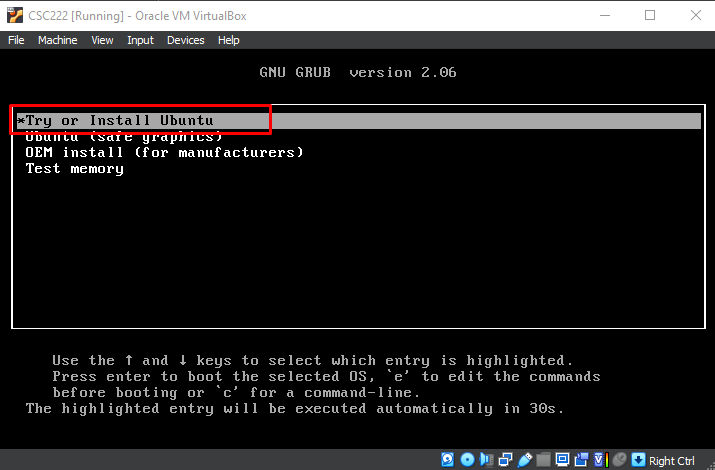 CSC222 [Running] - Oracle VM VirtualBox
File Machine View Input Devices Help
GNU GRUB version 2.06
*Try or Install Ubuntu
Ubuntu (safe graphics)
OEM install (for manufacturers)
Test memory
Use the ↑ and ↓ keys to select which entry is highlighted.
Press enter to boot the selected OS, `e' to edit the commands
before booting or `c' for a command-line.
The highlighted entry will be executed automatically in 30s.
Right Ctrl